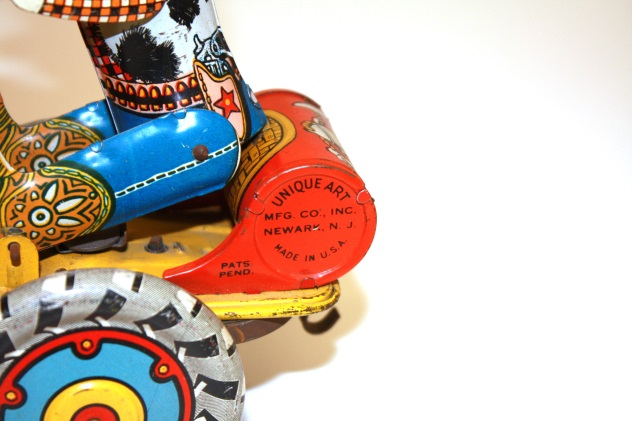 UNIQUE ART
MFG. CO., INC.
NEWARK, N. J.
MADE IN U.S.A.
PATS.
PEND.